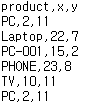 product,x,y
PC,2,11
Laptop,22,7
PC-001,15,2
PHONE,23,8
TV,10,11
PC,2,11